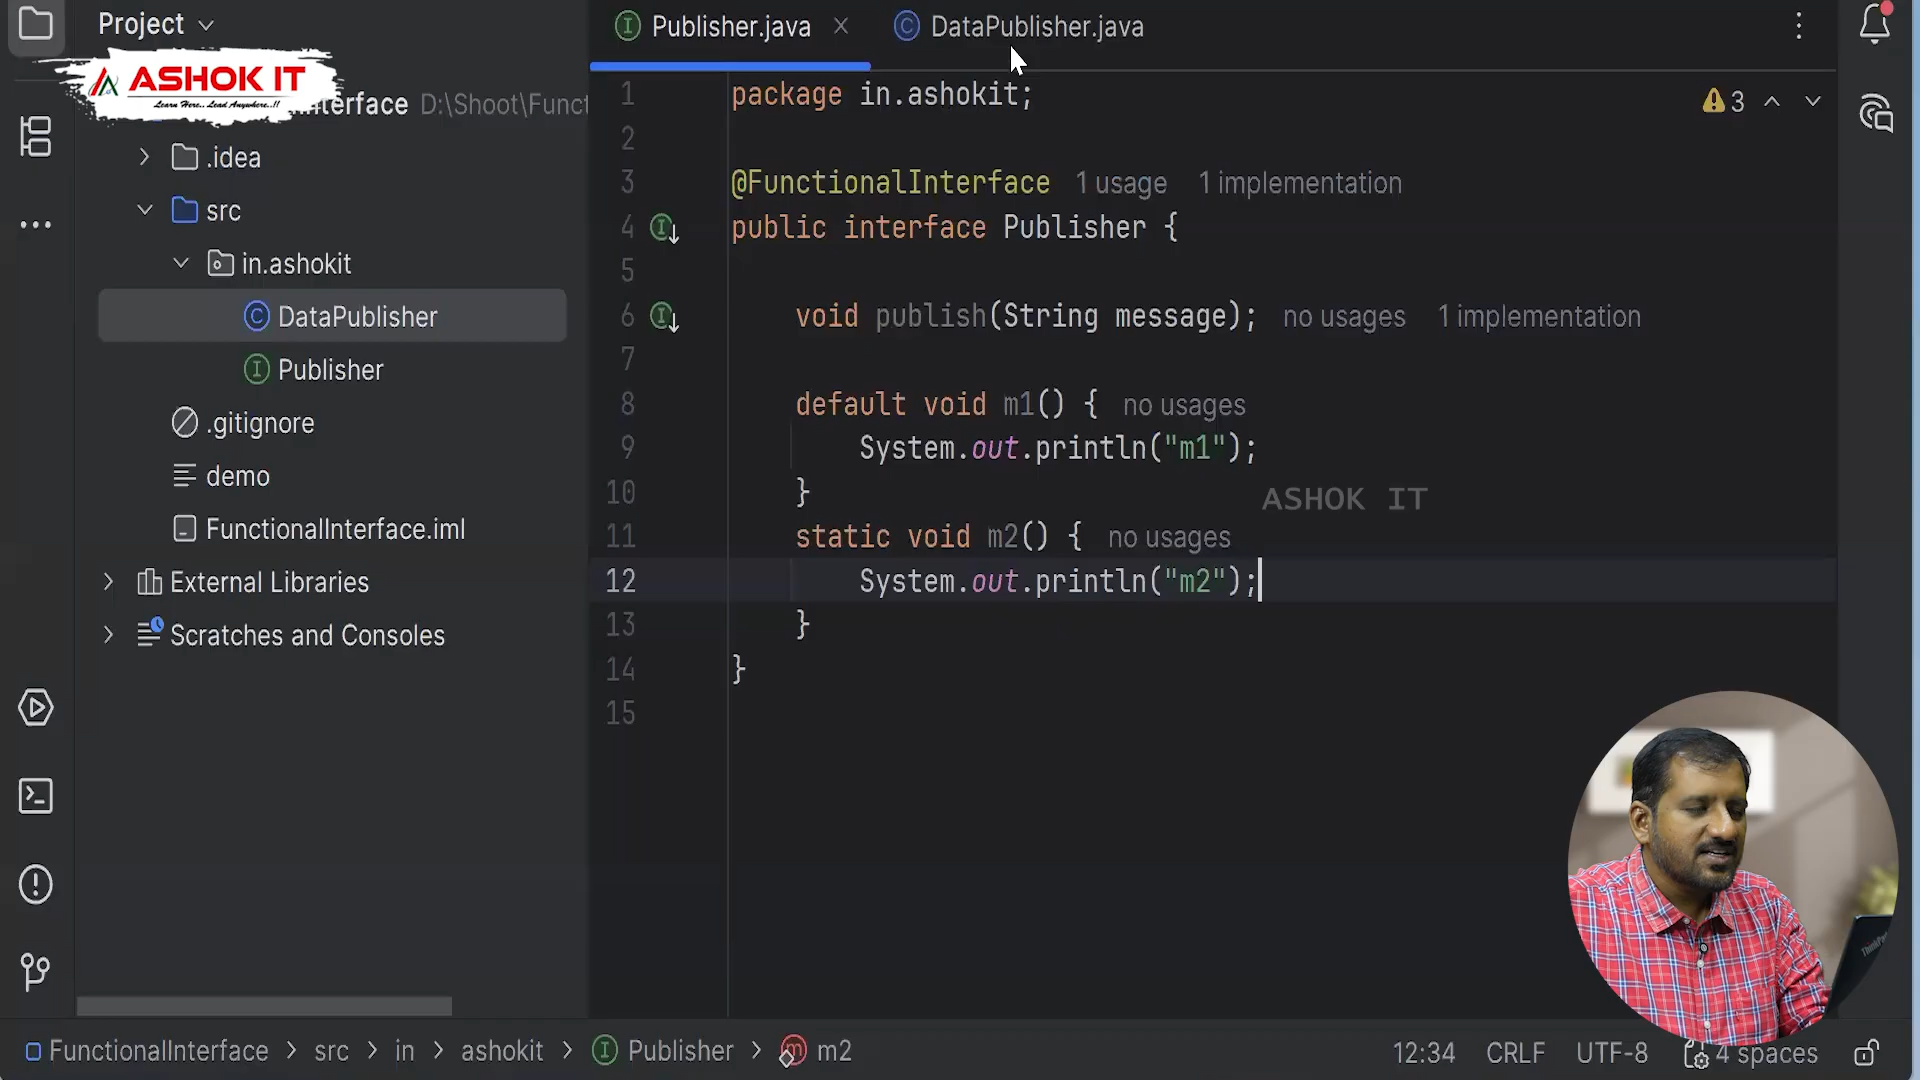 Project
Publisher.java
DataPublisher.java
ASHOK IT
Learn Here.. Lead Anywhere..!!
nterface D:\Shoot\Funct
.idea
src
in.ashokit
DataPublisher
Publisher
.gitignore
demo
FunctionalInterface.iml
External Libraries
Scratches and Consoles
1 package in.ashokit;
3
2
3 @FunctionalInterface 1 usage 1 implementation
4 public interface Publisher {
5
6 void publish(String message); no usages 1 implementation
7
8 default void m1() { no usages
9 System.out.println("m1");
10 }
ASHOK IT
11 static void m2() { no usages
12 System.out.println("m2");
13 }
14 }
15
ThinkPad
FunctionalInterface > src > in > ashokit > Publisher > m2
12:34 CRLF UTF-8 4 spaces